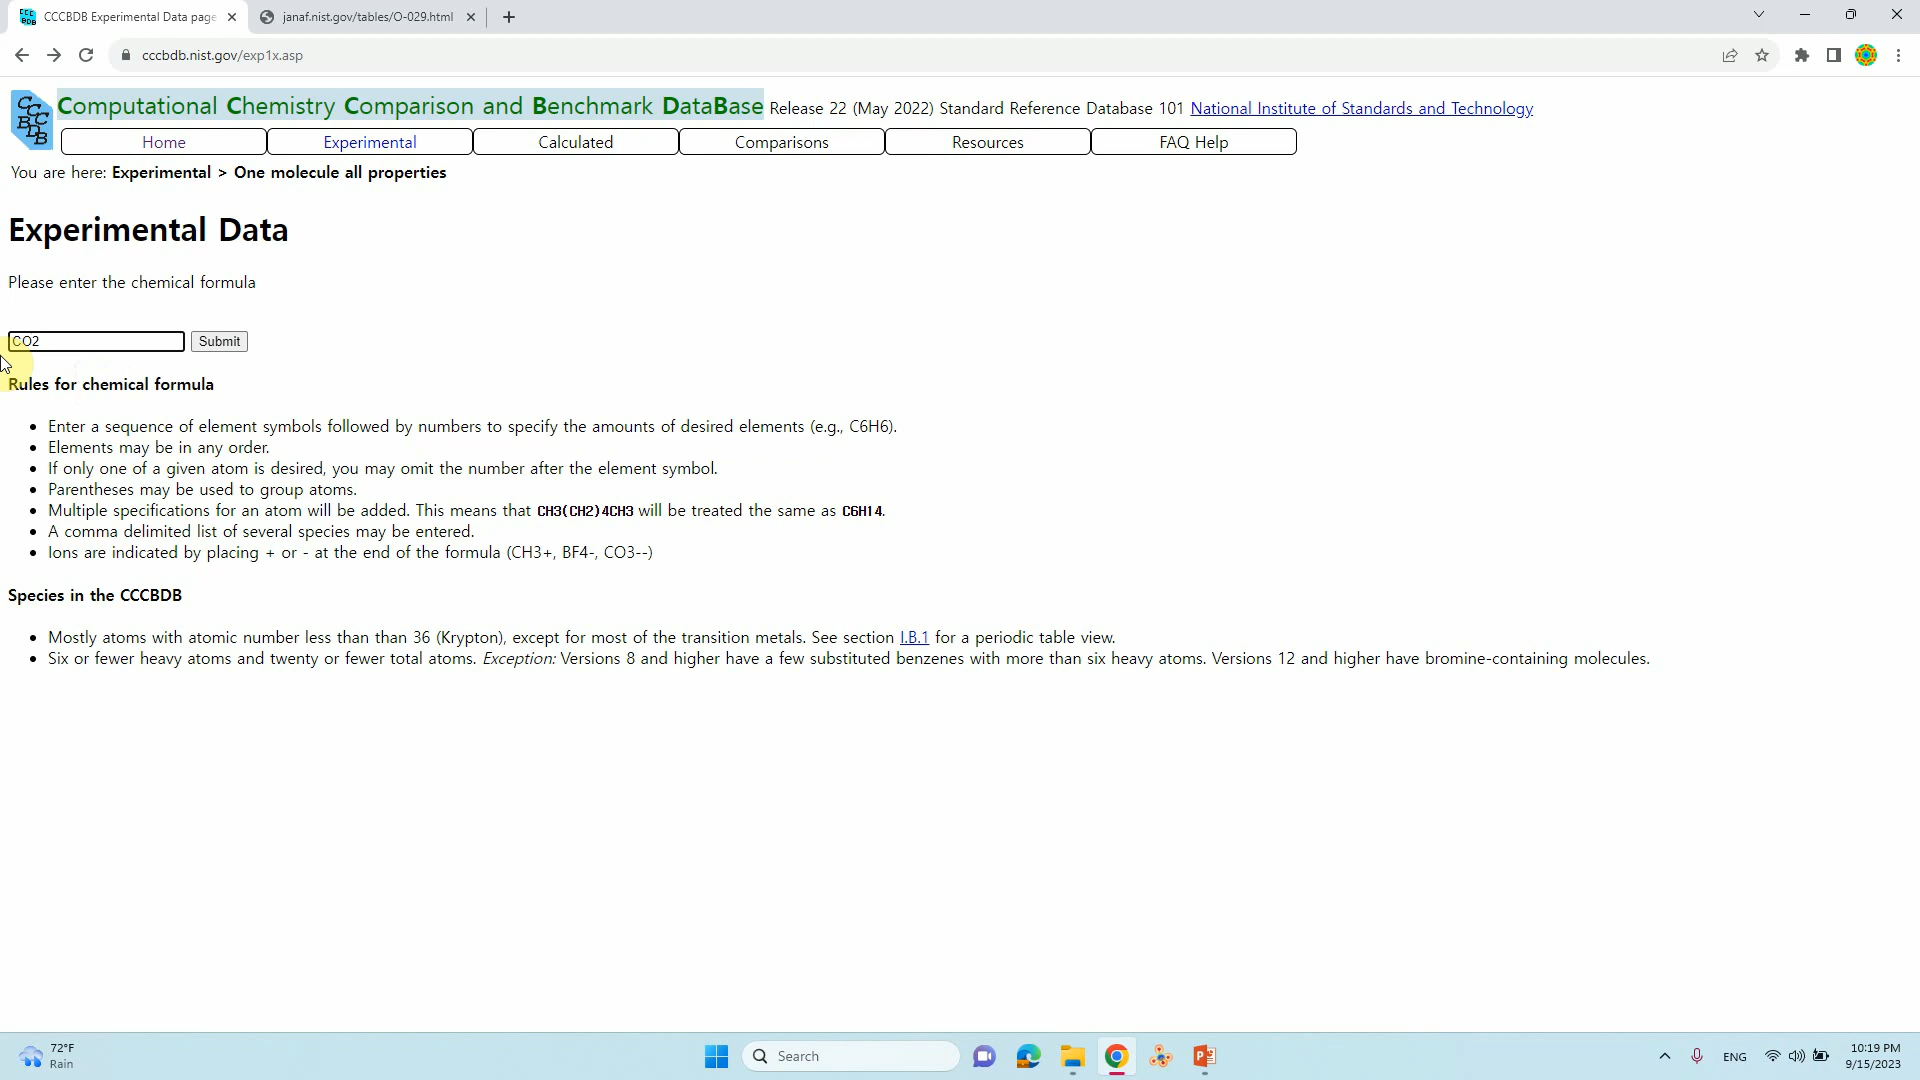 CCCBDB Experimental Data page
janaf.nist.gov/tables/O-029.html
cccbdb.nist.gov/exp1x.asp
CCCBDB
Computational Chemistry Comparison and Benchmark DataBase Release 22 (May 2022) Standard Reference Database 101 National Institute of Standards and Technology
Home Experimental Calculated Comparisons Resources FAQ Help
You are here: Experimental > One molecule all properties
Experimental Data
Please enter the chemical formula
CO2 Submit
Rules for chemical formula
Enter a sequence of element symbols followed by numbers to specify the amounts of desired elements (e.g., C6H6).
Elements may be in any order.
If only one of a given atom is desired, you may omit the number after the element symbol.
Parentheses may be used to group atoms.
Multiple specifications for an atom will be added. This means that CH3(CH2)4CH3 will be treated the same as C6H14.
A comma delimited list of several species may be entered.
Ions are indicated by placing + or - at the end of the formula (CH3+, BF4-, CO3--)
Species in the CCCBDB
Mostly atoms with atomic number less than than 36 (Krypton), except for most of the transition metals. See section I.B.1 for a periodic table view.
Six or fewer heavy atoms and twenty or fewer total atoms. Exception: Versions 8 and higher have a few substituted benzenes with more than six heavy atoms. Versions 12 and higher have bromine-containing molecules.
72°F
Rain
Search
ENG
10:19 PM
9/15/2023